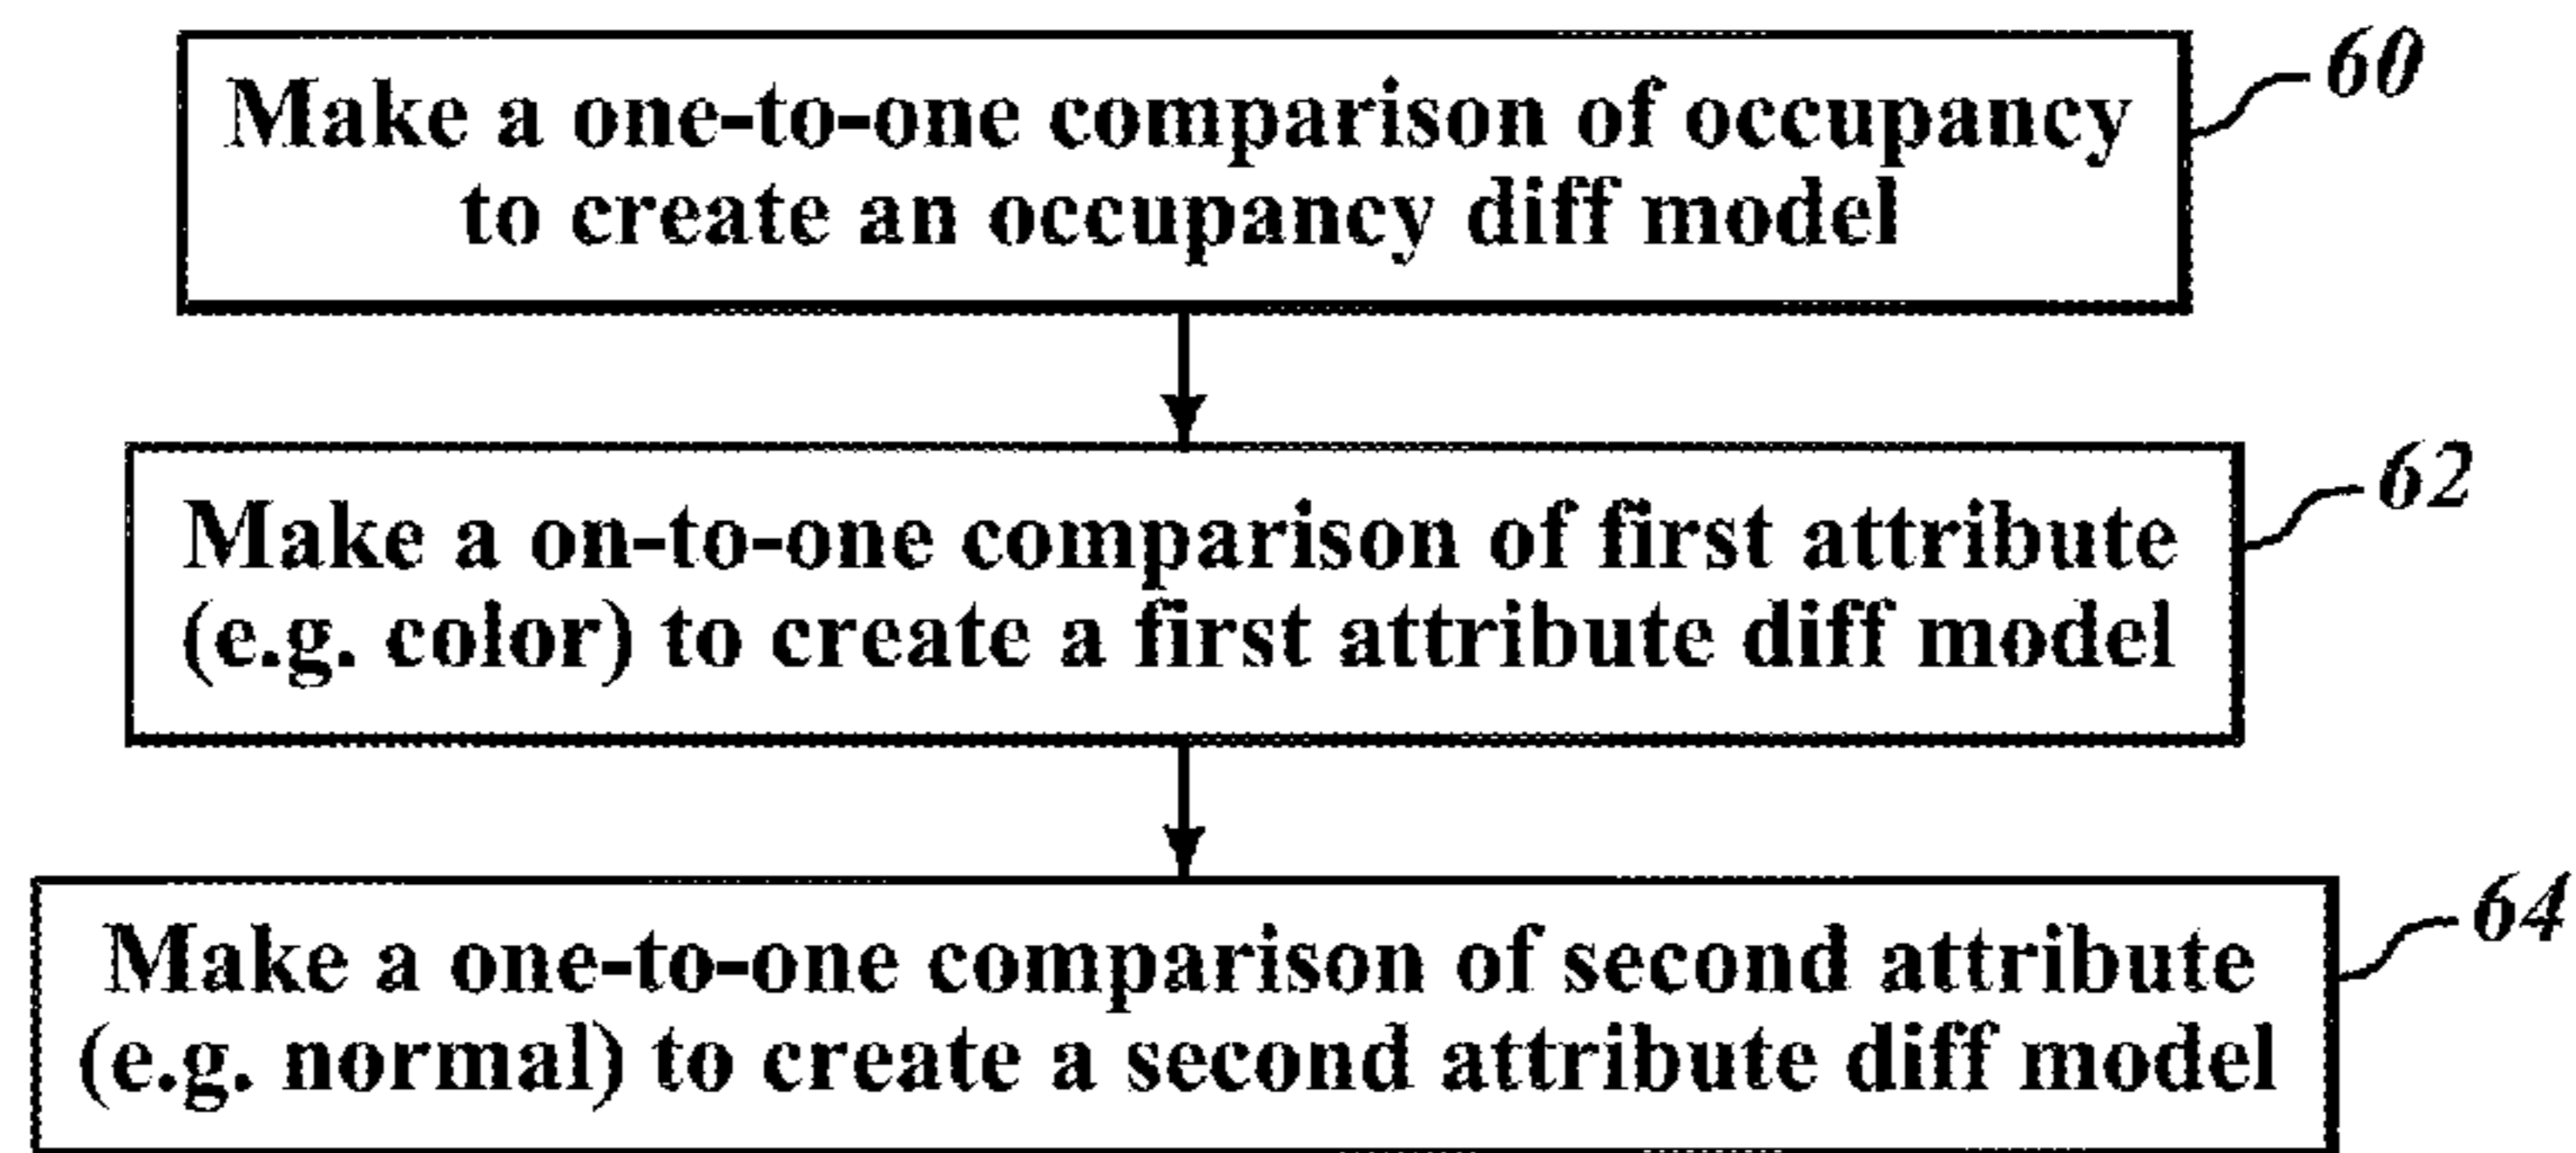 Make a one-to-one comparison of occupancy
to create an occupancy diff model
60
Make a on-to-one comparison of first attribute
(e.g. color) to create a first attribute diff model
62
Make a one-to-one comparison of second attribute
(e.g. normal) to create a second attribute diff model
64